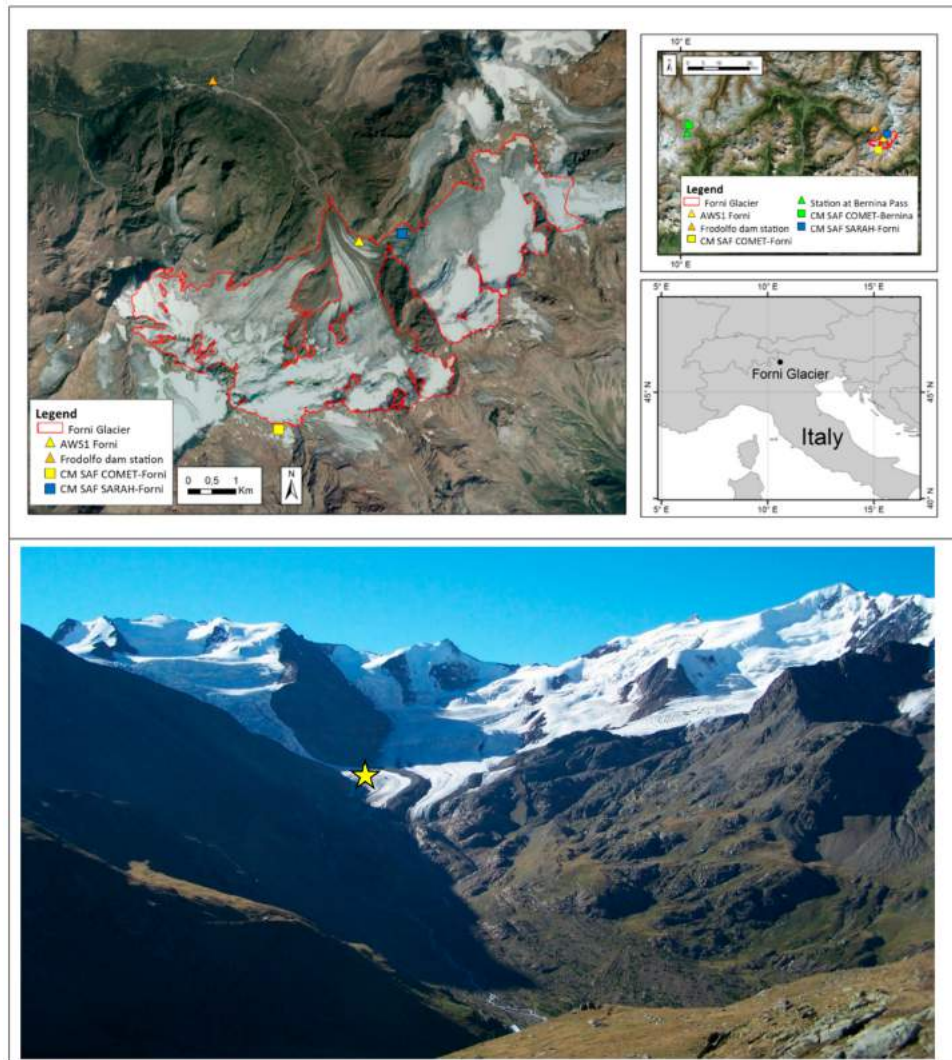 Legend
Forni Glacier
AWS1 Forni
Frodolfo dam station
CM SAF COMET-Forni
CM SAF SARAH-Forni
0 0,5 1
Km
N
10° E
Legend
Forni Glacier
AWS1 Forni
Frodolfo dam station
CM SAF COMET-Forni
Station at Bernina Pass
CM SAF COMET-Bernina
CM SAF SARAH-Forni
10° E
5° E
10° E
15° E
45° N
Forni Glacier
Italy
45° N
40° N
5° E
10° E
15° E